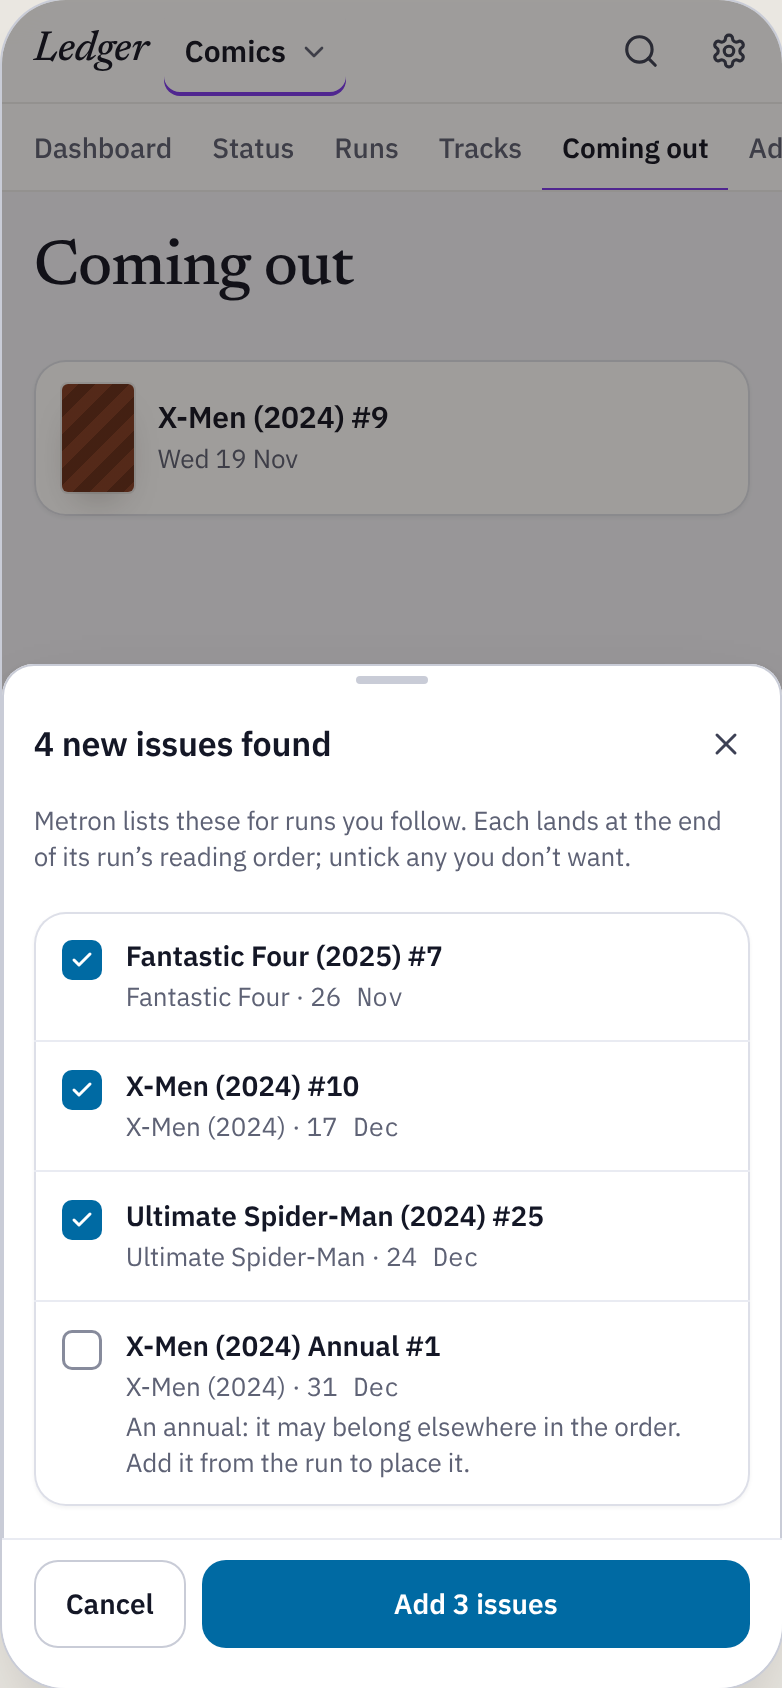 Ledger Comics
Dashboard Status Runs Tracks Coming out Ad
Coming out
X-Men (2024) #9
Wed 19 Nov
4 new issues found
Metron lists these for runs you follow. Each lands at the end
of its run’s reading order; untick any you don’t want.
Fantastic Four (2025) #7
Fantastic Four · 26 Nov
X-Men (2024) #10
X-Men (2024) · 17 Dec
Ultimate Spider-Man (2024) #25
Ultimate Spider-Man · 24 Dec
X-Men (2024) Annual #1
X-Men (2024) · 31 Dec
An annual: it may belong elsewhere in the order.
Add it from the run to place it.
Cancel Add 3 issues